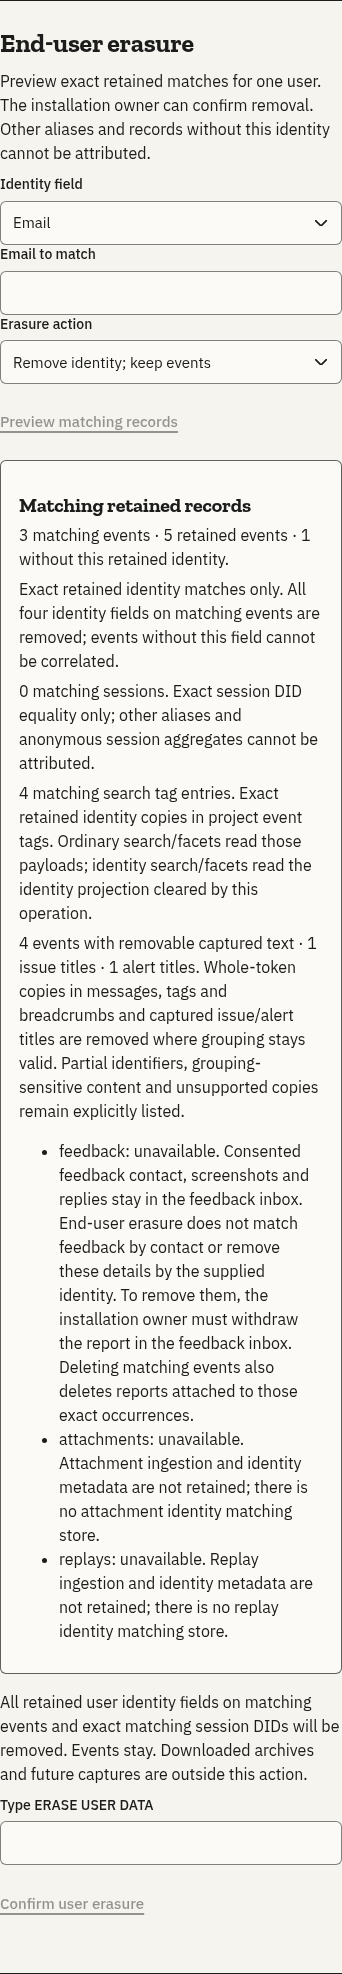 End-user erasure
Preview exact retained matches for one user.
The installation owner can confirm removal.
Other aliases and records without this identity
cannot be attributed.
Identity field
Email
Email to match
Erasure action
Remove identity; keep events
Preview matching records
Matching retained records
3 matching events · 5 retained events · 1
without this retained identity.
Exact retained identity matches only. All
four identity fields on matching events are
removed; events without this field cannot
be correlated.
0 matching sessions. Exact session DID
equality only; other aliases and
anonymous session aggregates cannot be
attributed.
4 matching search tag entries. Exact
retained identity copies in project event
tags. Ordinary search/facets read those
payloads; identity search/facets read the
identity projection cleared by this
operation.
4 events with removable captured text · 1
issue titles · 1 alert titles. Whole-token
copies in messages, tags and
breadcrumbs and captured issue/alert
titles are removed where grouping stays
valid. Partial identifiers, grouping-
sensitive content and unsupported copies
remain explicitly listed.
• feedback: unavailable. Consented
feedback contact, screenshots and
replies stay in the feedback inbox.
End-user erasure does not match
feedback by contact or remove
these details by the supplied
identity. To remove them, the
installation owner must withdraw
the report in the feedback inbox.
Deleting matching events also
deletes reports attached to those
exact occurrences.
• attachments: unavailable.
Attachment ingestion and identity
metadata are not retained; there is
no attachment identity matching
store.
• replays: unavailable. Replay
ingestion and identity metadata are
not retained; there is no replay
identity matching store.
All retained user identity fields on matching
events and exact matching session DIDs will be
removed. Events stay. Downloaded archives
and future captures are outside this action.
Type ERASE USER DATA
Confirm user erasure